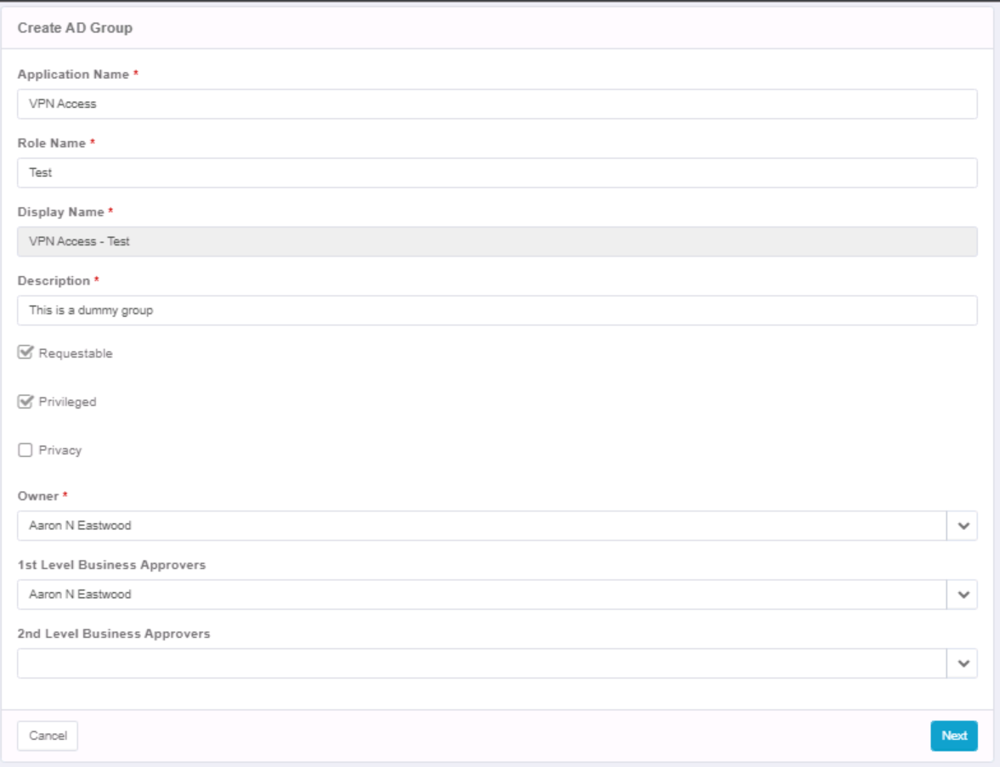 Create AD Group
Application Name *
VPN Access
Role Name *
Test
Display Name *
VPN Access - Test
Description *
This is a dummy group
Requestable
Privileged
Privacy
Owner *
Aaron N Eastwood
1st Level Business Approvers
Aaron N Eastwood
2nd Level Business Approvers
Cancel
Next